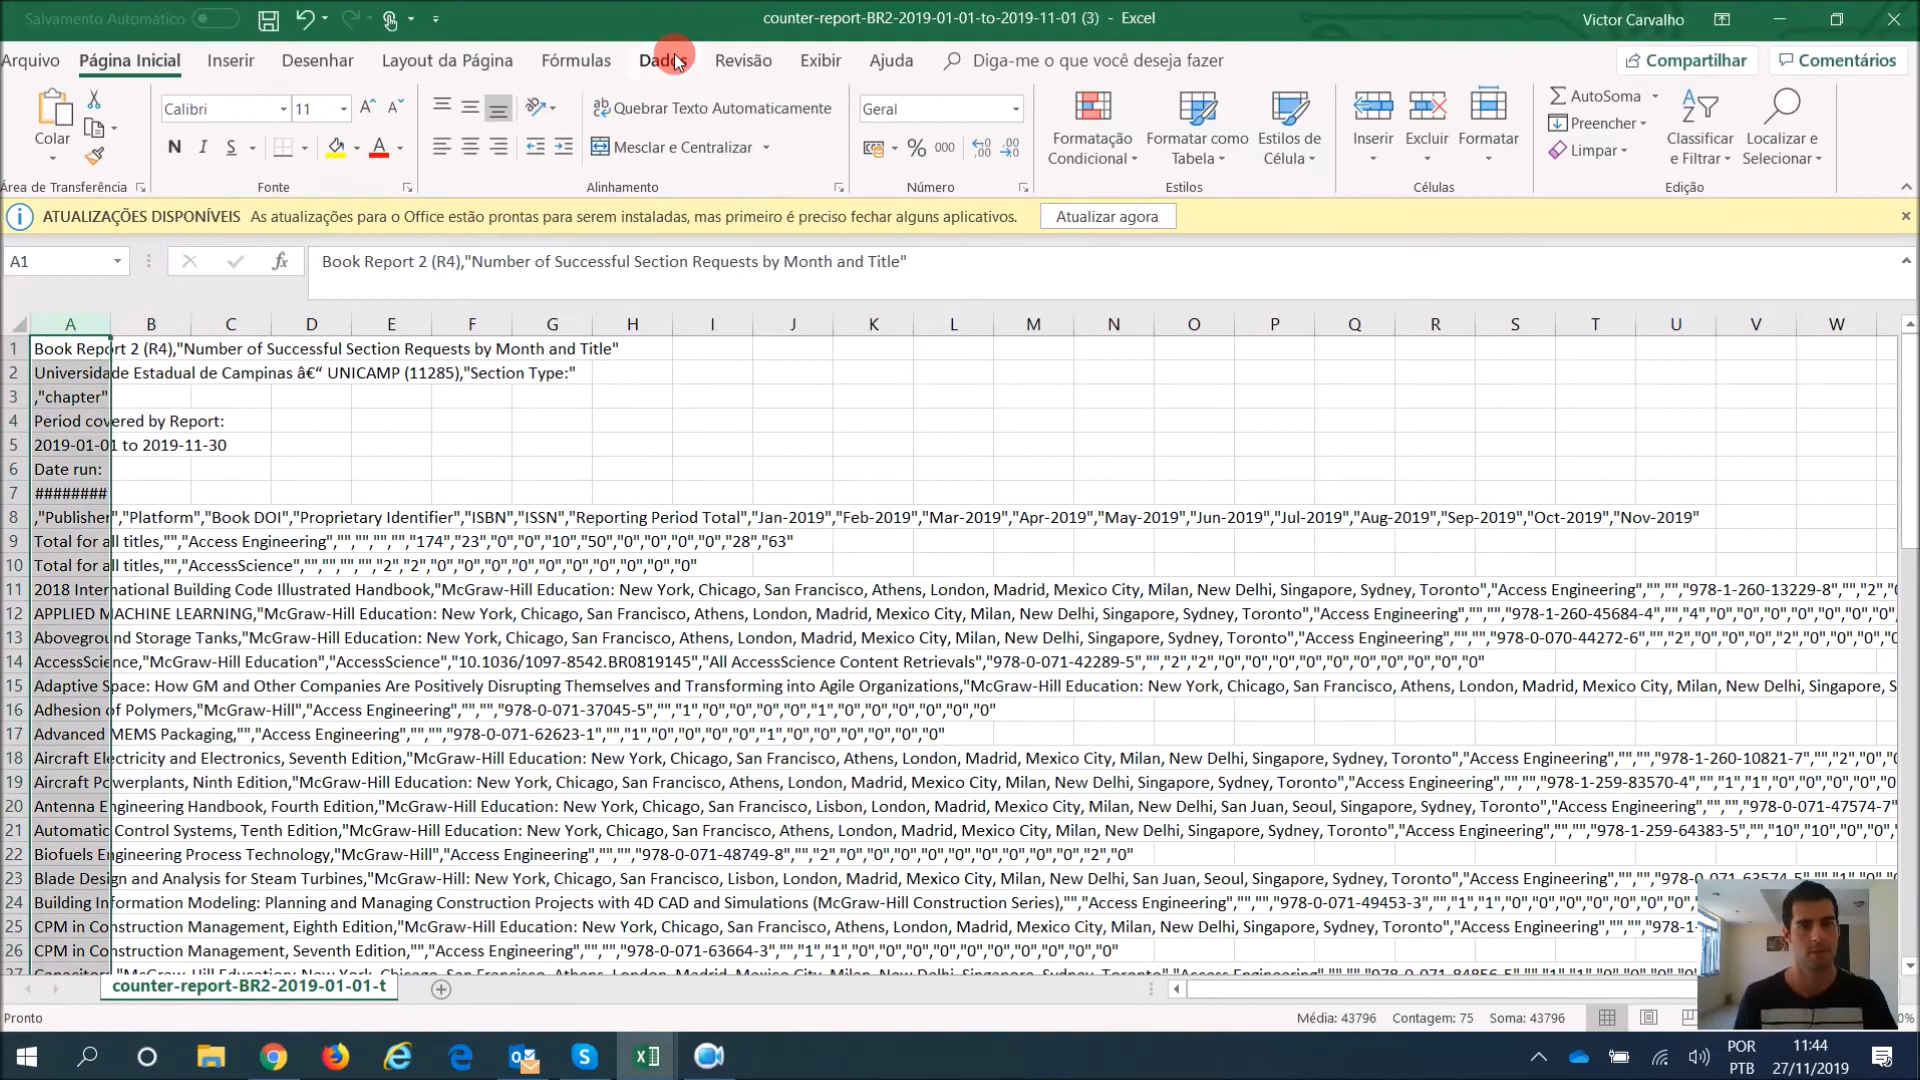 Salvamento Automático
counter-report-BR2-2019-01-01-to-2019-11-01 (3) - Excel
Victor Carvalho
Arquivo Página Inicial Inserir Desenhar Layout da Página Fórmulas Dados Revisão Exibir Ajuda Diga-me o que você deseja fazer Compartilhar Comentários
Colar
Calibri 11
Quebrar Texto Automaticamente
Geral
Formatação Condicional
Formatar como Tabela
Estilos de Célula
Inserir Excluir Formatar
AutoSoma
Preencher
Limpar
Classificar e Filtrar
Localizar e Selecionar
N I S
Mesclar e Centralizar
% 000
Área de Transferência Fonte Alinhamento Número Estilos Células Edição
ATUALIZAÇÕES DISPONÍVEIS As atualizações para o Office estão prontas para serem instaladas, mas primeiro é preciso fechar alguns aplicativos. Atualizar agora
A1 fx Book Report 2 (R4),"Number of Successful Section Requests by Month and Title"
A B C D E F G H I J K L M N O P Q R S T U V W
1 Book Report 2 (R4),"Number of Successful Section Requests by Month and Title"
2 Universidade Estadual de Campinas â€“ UNICAMP (11285),"Section Type:"
3 ,"chapter"
4 Period covered by Report:
5 2019-01-01 to 2019-11-30
6 Date run:
7 ########
8 ,"Publisher","Platform","Book DOI","Proprietary Identifier","ISBN","ISSN","Reporting Period Total","Jan-2019","Feb-2019","Mar-2019","Apr-2019","May-2019","Jun-2019","Jul-2019","Aug-2019","Sep-2019","Oct-2019","Nov-2019"
9 Total for all titles,"","Access Engineering","","","","","174","23","0","0","10","50","0","0","0","0","28","63"
10 Total for all titles,"","AccessScience","","","","","2","2","0","0","0","0","0","0","0","0","0","0"
11 2018 International Building Code Illustrated Handbook,"McGraw-Hill Education: New York, Chicago, San Francisco, Athens, London, Madrid, Mexico City, Milan, New Delhi, Singapore, Sydney, Toronto","Access Engineering","","","978-1-260-13229-8","","2","
12 APPLIED MACHINE LEARNING,"McGraw-Hill Education: New York, Chicago, San Francisco, Athens, London, Madrid, Mexico City, Milan, New Delhi, Singapore, Sydney, Toronto","Access Engineering","","","978-1-260-45684-4","","4","0","0","0","0","0","0","0",
13 Aboveground Storage Tanks,"McGraw-Hill Education: New York, Chicago, San Francisco, Athens, London, Madrid, Mexico City, Milan, New Delhi, Singapore, Sydney, Toronto","Access Engineering","","","978-0-070-44272-6","","2","0","0","0","2","0","0","0",
14 AccessScience,"McGraw-Hill Education","AccessScience","10.1036/1097-8542.BR0819145","All AccessScience Content Retrievals","978-0-071-42289-5","","2","2","0","0","0","0","0","0","0","0","0","0"
15 Adaptive Space: How GM and Other Companies Are Positively Disrupting Themselves and Transforming into Agile Organizations,"McGraw-Hill Education: New York, Chicago, San Francisco, Athens, London, Madrid, Mexico City, Milan, New Delhi, Singapore, S
16 Adhesion of Polymers,"McGraw-Hill","Access Engineering","","","978-0-071-37045-5","","1","0","0","0","0","1","0","0","0","0","0","0"
17 Advanced MEMS Packaging,"","Access Engineering","","","978-0-071-62623-1","","1","0","0","0","0","1","0","0","0","0","0","0"
18 Aircraft Electricity and Electronics, Seventh Edition,"McGraw-Hill Education: New York, Chicago, San Francisco, Athens, London, Madrid, Mexico City, Milan, New Delhi, Singapore, Sydney, Toronto","Access Engineering","","","978-1-260-10821-7","","2","0",
19 Aircraft Powerplants, Ninth Edition,"McGraw-Hill Education: New York, Chicago, San Francisco, Athens, London, Madrid, Mexico City, Milan, New Delhi, Singapore, Sydney, Toronto","Access Engineering","","","978-1-259-83570-4","","1","1","0","0","0","0
20 Antenna Engineering Handbook, Fourth Edition,"McGraw-Hill Education: New York, Chicago, San Francisco, Lisbon, London, Madrid, Mexico City, Milan, New Delhi, San Juan, Seoul, Singapore, Sydney, Toronto","Access Engineering","","","978-0-071-47574-7"
21 Automatic Control Systems, Tenth Edition,"McGraw-Hill Education: New York, Chicago, San Francisco, Athens, London, Madrid, Mexico City, Milan, New Delhi, Singapore, Sydney, Toronto","Access Engineering","","","978-1-259-64383-5","","10","10","0","0",
22 Biofuels Engineering Process Technology,"McGraw-Hill","Access Engineering","","","978-0-071-48749-8","","2","0","0","0","0","0","0","0","0","0","2","0"
23 Blade Design and Analysis for Steam Turbines,"McGraw-Hill: New York, Chicago, San Francisco, Lisbon, London, Madrid, Mexico City, Milan, New Delhi, San Juan, Seoul, Singapore, Sydney, Toronto","Access Engineering","","","978-0-071-63574-5","","1","0"
24 Building Information Modeling: Planning and Managing Construction Projects with 4D CAD and Simulations (McGraw-Hill Construction Series),"","Access Engineering","","","978-0-071-49453-3","","1","1","0","0","0","0","0",
25 CPM in Construction Management, Eighth Edition,"McGraw-Hill Education: New York, Chicago, San Francisco, Athens, London, Madrid, Mexico City, Milan, New Delhi, Singapore, Sydney, Toronto","Access Engineering","","","978-1-
26 CPM in Construction Management, Seventh Edition,"","Access Engineering","","","978-0-071-63664-3","","1","1","0","0","0","0","0","0","0","0","0","0"
27
counter-report-BR2-2019-01-01-t
Pronto Média: 43796 Contagem: 75 Soma: 43796
POR
PTB
11:44
27/11/2019